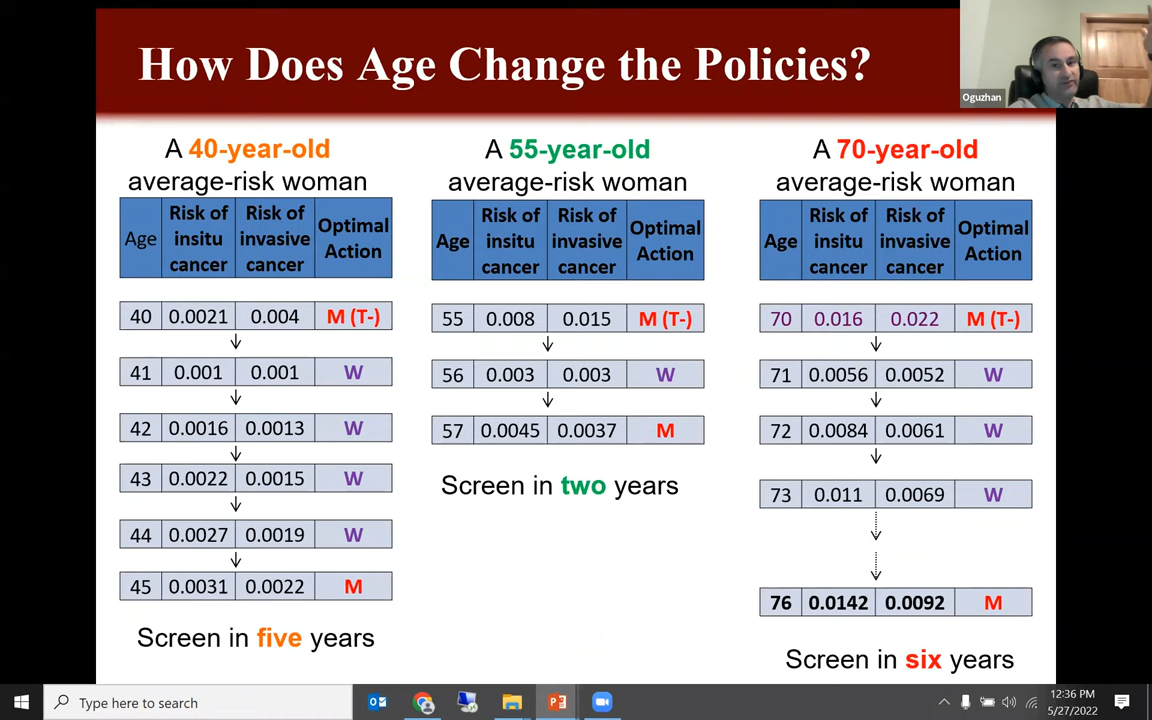 How Does Age Change the Policies?
Oguzhan
A 40-year-old
average-risk woman
Age
Risk of
insitu
cancer
Risk of
invasive
cancer
Optimal
Action
40 0.0021 0.004 M (T-)
41 0.001 0.001 W
42 0.0016 0.0013 W
43 0.0022 0.0015 W
44 0.0027 0.0019 W
45 0.0031 0.0022 M
Screen in five years
A 55-year-old
average-risk woman
Age
Risk of
insitu
cancer
Risk of
invasive
cancer
Optimal
Action
55 0.008 0.015 M (T-)
56 0.003 0.003 W
57 0.0045 0.0037 M
Screen in two years
A 70-year-old
average-risk woman
Age
Risk of
insitu
cancer
Risk of
invasive
cancer
Optimal
Action
70 0.016 0.022 M (T-)
71 0.0056 0.0052 W
72 0.0084 0.0061 W
73 0.011 0.0069 W
76 0.0142 0.0092 M
Screen in six years
Type here to search
12:36 PM
5/27/2022